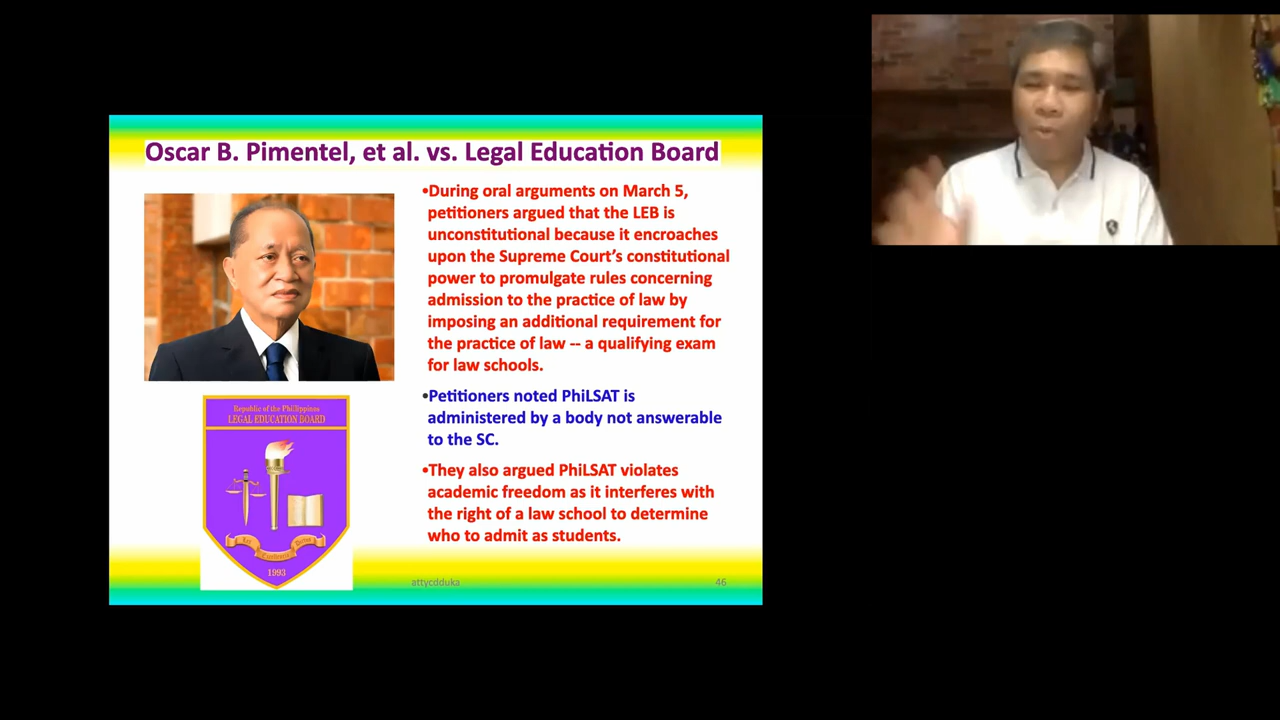 Oscar B. Pimentel, et al. vs. Legal Education Board
•During oral arguments on March 5,
petitioners argued that the LEB is
unconstitutional because it encroaches
upon the Supreme Court's constitutional
power to promulgate rules concerning
admission to the practice of law by
imposing an additional requirement for
the practice of law -- a qualifying exam
for law schools.
•Petitioners noted PhiLSAT is
administered by a body not answerable
to the SC.
•They also argued PhiLSAT violates
academic freedom as it interferes with
the right of a law school to determine
who to admit as students.
Republic of the Philippines
LEGAL EDUCATION BOARD
1993
attycdduka
46